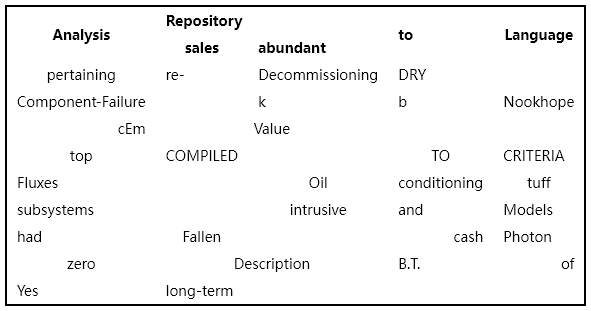 Analysis Repository to Language
sales abundant
pertaining re- Decommissioning DRY
Component-Failure k b Nookhope
cEm Value
top COMPILED TO CRITERIA
Fluxes Oil conditioning tuff
subsystems intrusive and Models
had Fallen cash Photon
zero Description B.T. of
Yes long-term